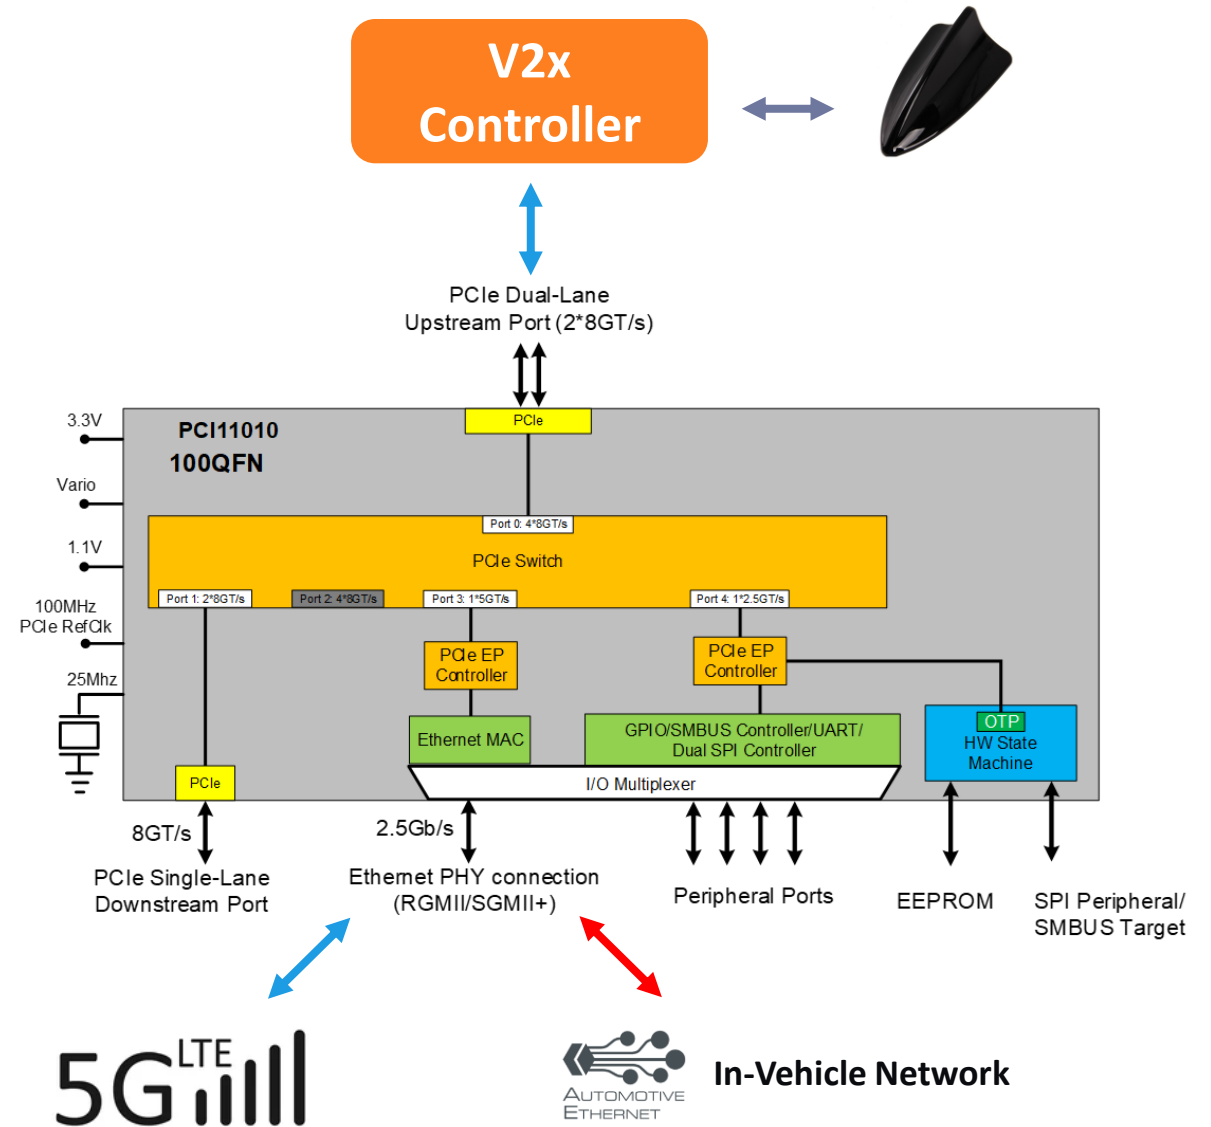 V2x
Controller
PCIe Dual-Lane
Upstream Port (2*8GT/s)
3.3V
PCI11010
100QFN
PCIe
Vario
Port 0: 4*8GT/s
1.1V
PCIe Switch
Port 1: 2*8GT/s
Port 2: 4*8GT/s
Port 3: 1*5GT/s
Port 4: 1*2.5GT/s
100MHz
PCIe RefClk
PCIe EP
Controller
PCIe EP
Controller
25Mhz
Ethernet MAC
GPIO/SMBUS Controller/UART/
Dual SPI Controller
OTP
HW State
Machine
PCIe
I/O Multiplexer
8GT/s
2.5Gb/s
PCIe Single-Lane
Downstream Port
Ethernet PHY connection
(RGMII/SGMII+)
Peripheral Ports
EEPROM
SPI Peripheral/
SMBUS Target
5G LTE
AUTOMOTIVE
ETHERNET
In-Vehicle Network